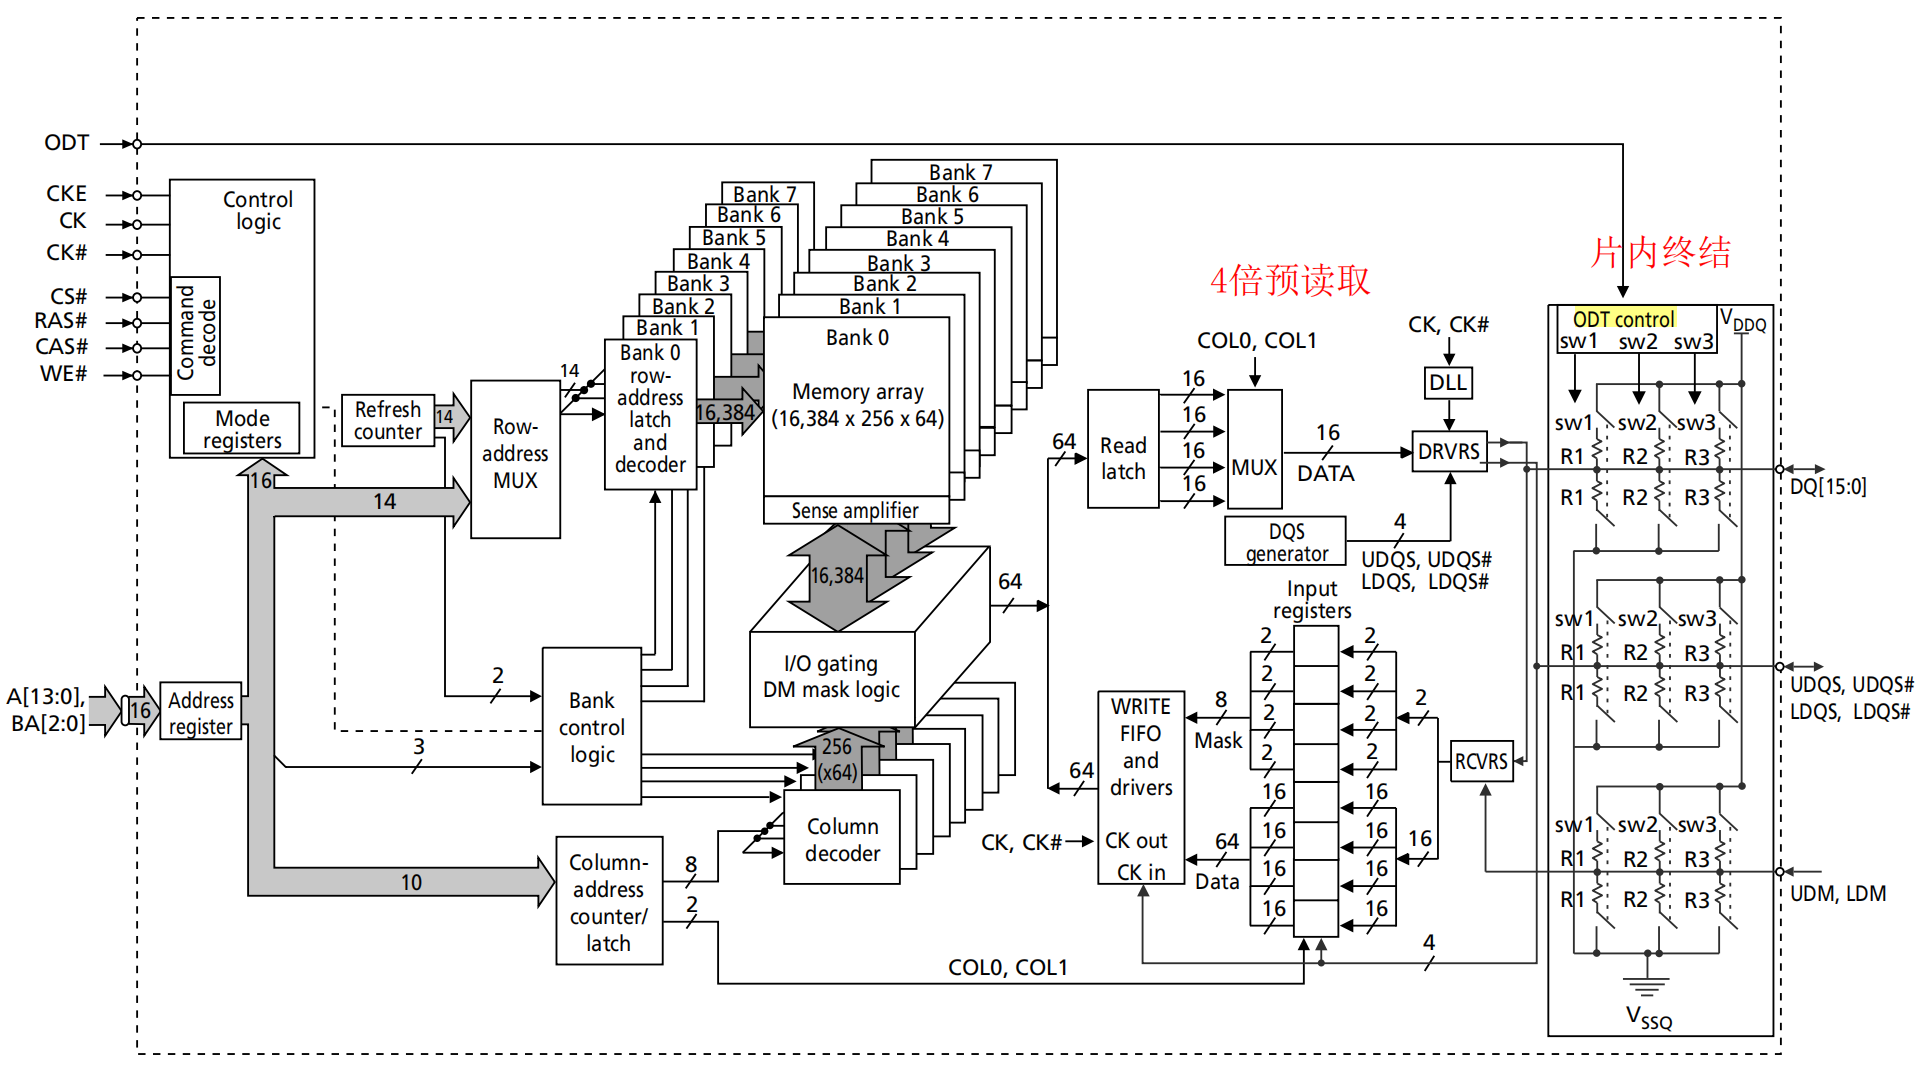 ODT
CKE
CK
CK#
CS#
RAS#
CAS#
WE#
Control
logic
Command
decode
Mode
registers
Refresh
counter
14
Row-
address
MUX
16
14
14
Bank 7
Bank 6
Bank 5
Bank 4
Bank 3
Bank 2
Bank 1
Bank 0
row-
address
latch
and
decoder
16,384
Bank 7
Bank 6
Bank 5
Bank 4
Bank 3
Bank 2
Bank 1
Bank 0
Memory array
(16,384 x 256 x 64)
Sense amplifier
16,384
I/O gating
DM mask logic
64
256
(x64)
Column
decoder
A[13:0],
BA[2:0]
16
Address
register
2
3
Bank
control
logic
10
Column-
address
counter/
latch
8
2
COL0, COL1
4倍预读取
COL0, COL1
64
Read
latch
16
16
16
16
MUX
16
DATA
CK, CK#
DLL
DRVRS
DQS
generator
4
UDQS, UDQS#
LDQS, LDQS#
Input
registers
2
2
2
2
16
16
16
16
2
2
2
2
16
16
16
16
2
16
RCVRS
64
WRITE
FIFO
and
drivers
CK out
CK in
CK, CK#
8
Mask
64
Data
4
片内终结
ODT control
VDDQ
sw1 sw2 sw3
sw1 sw2 sw3
R1 R2 R3
R1 R2 R3
sw1 sw2 sw3
R1 R2 R3
R1 R2 R3
sw1 sw2 sw3
R1 R2 R3
R1 R2 R3
VSSQ
DQ[15:0]
UDQS, UDQS#
LDQS, LDQS#
UDM, LDM